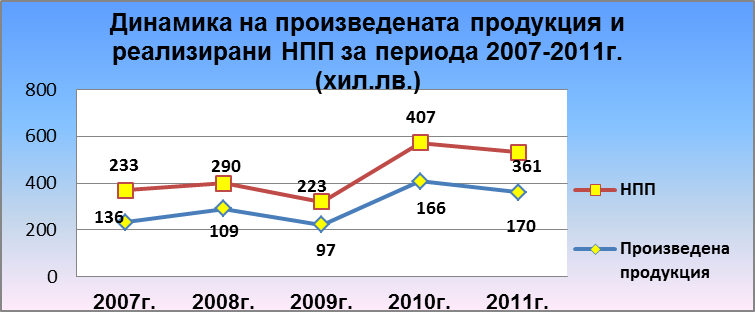 Динамика на произведената продукция и
реализирани НПП за периода 2007-2011г.
(хил.лв.)
800
600
400
200
0
233
290
223
407
361
136
109
97
166
170
2007г.
2008г.
2009г.
2010г.
2011г.
НПП
Произведена
продукция